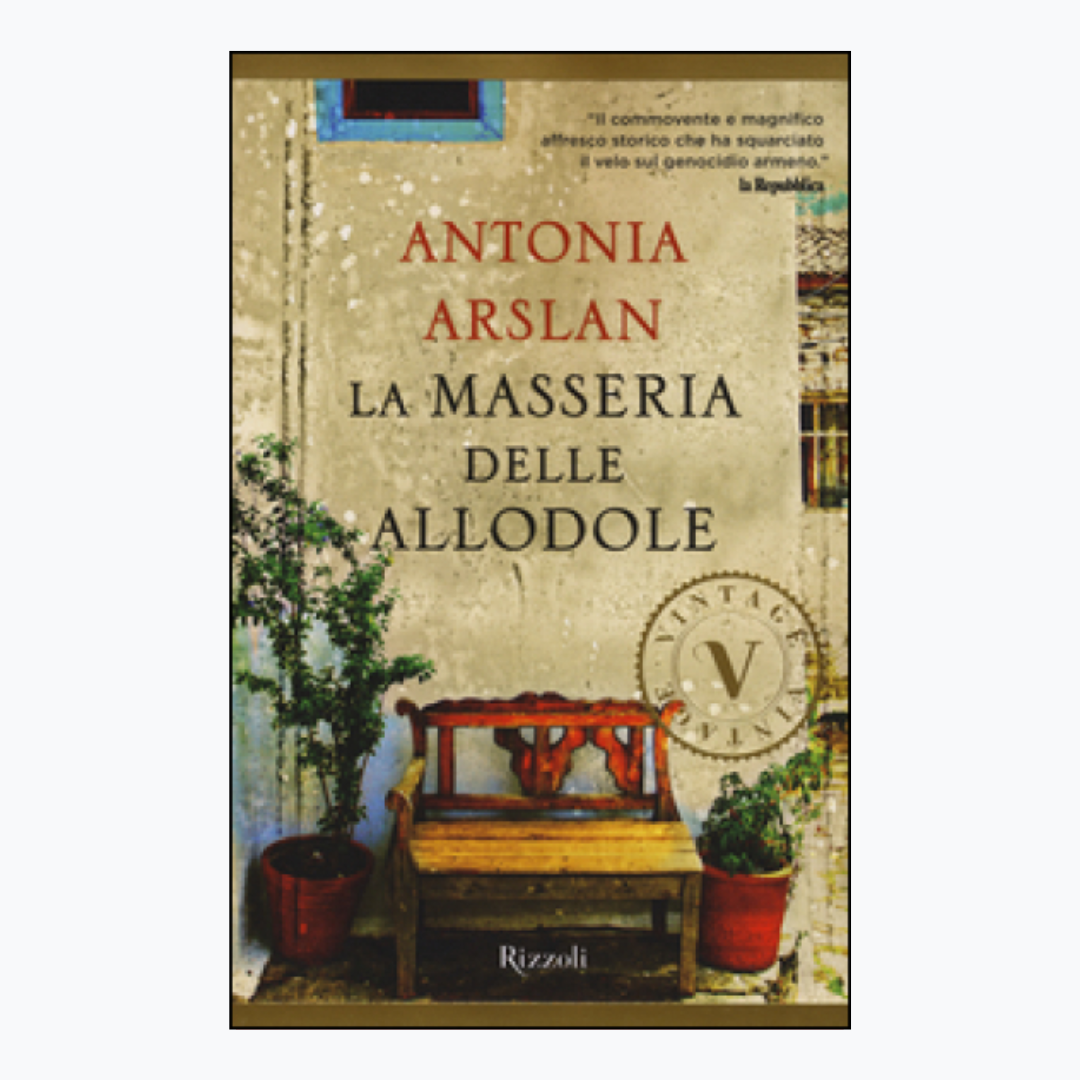 "Il commovente e magnifico
affresco storico che ha squarciato
il velo sul genocidio armeno."
la Repubblica
ANTONIA
ARSLAN
LA MASSERIA
DELLE
ALLODOLE
VINTAGE · VINTAGE
V
Rizzoli